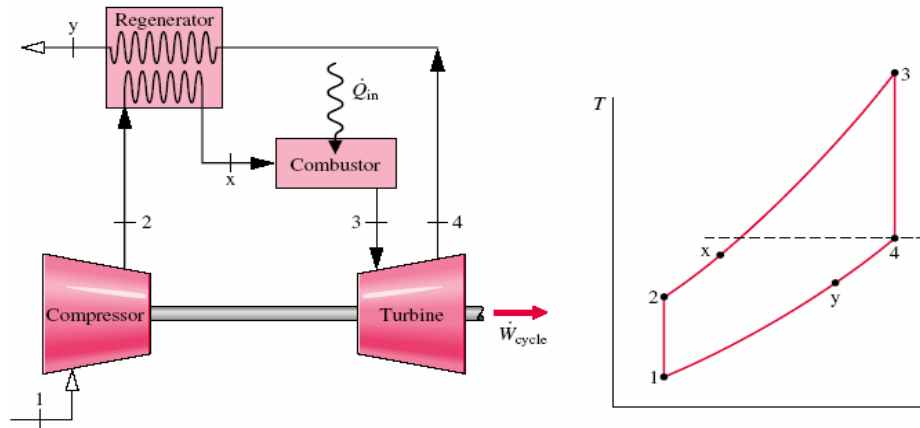 y
Regenerator
Q̇in
x
Combustor
2
3
4
Compressor
Turbine
Ẇcycle
1
T
3
x
4
2
y
1